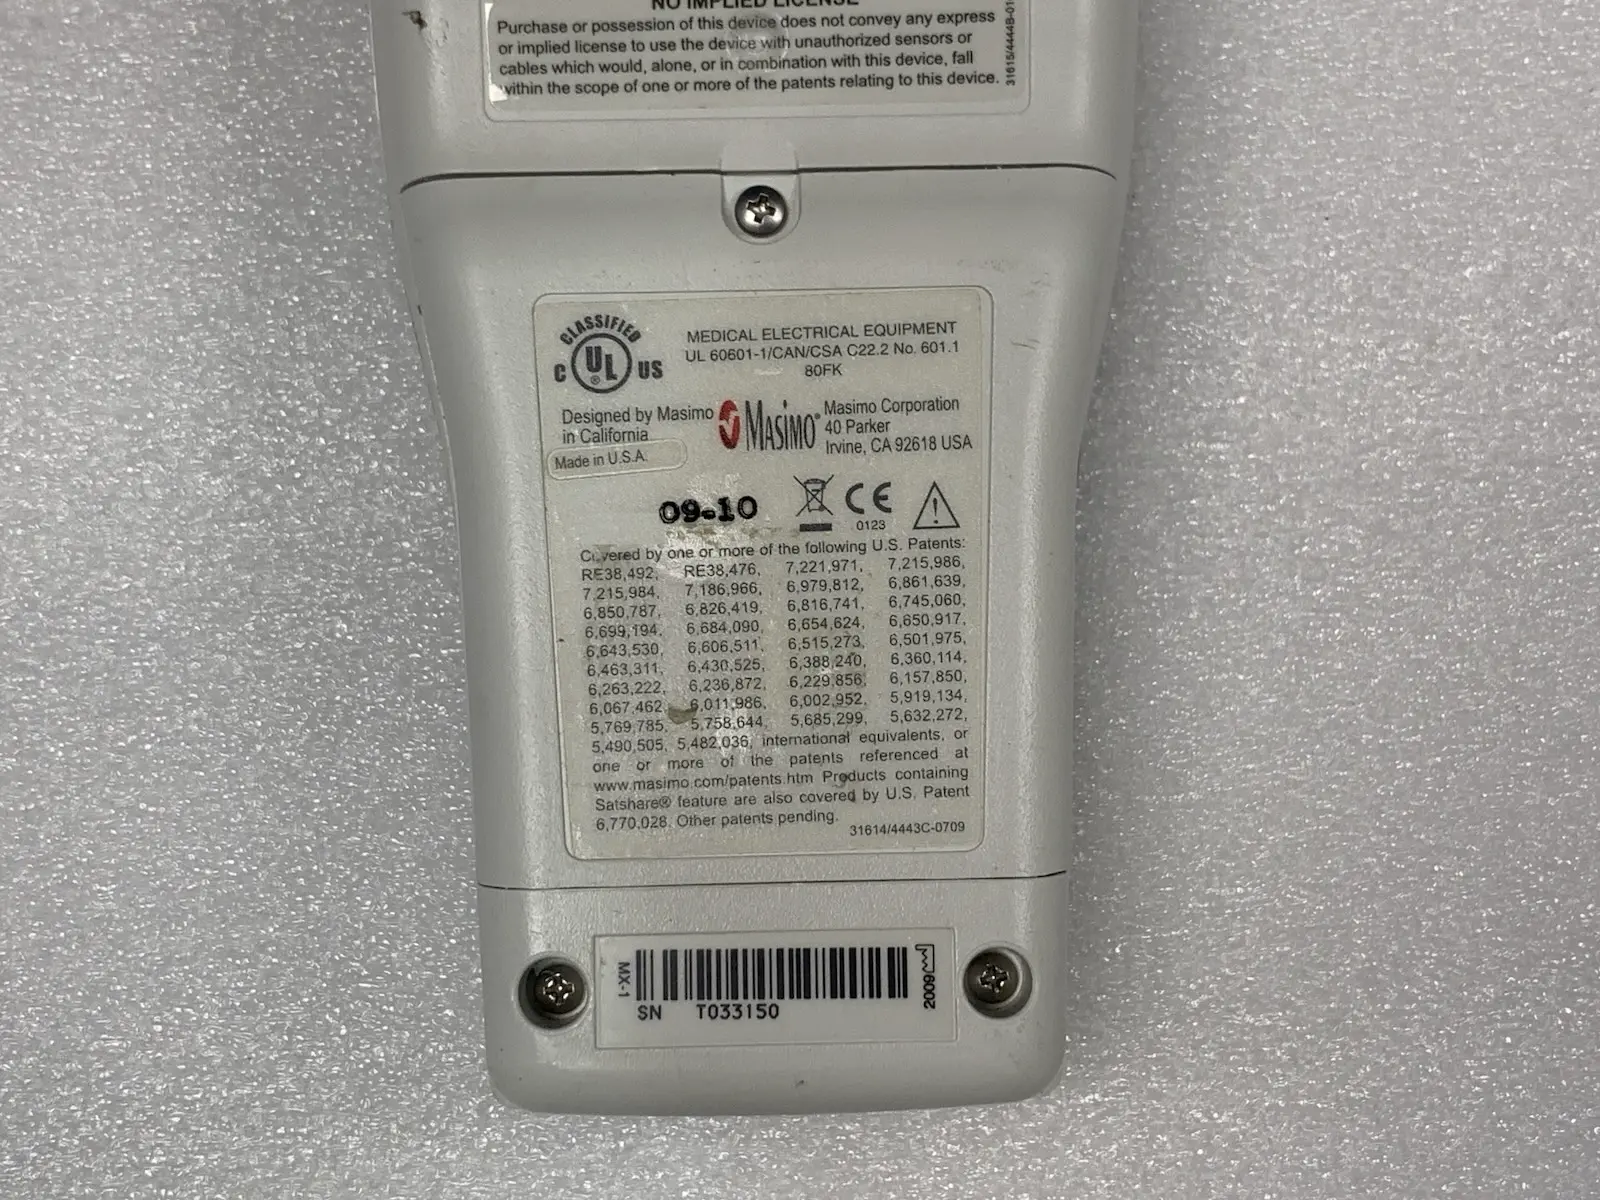 NO IMPLIED LICENSE
Purchase or possession of this device does not convey any express
or implied license to use the device with unauthorized sensors or
cables which would, alone, or in combination with this device, fall
within the scope of one or more of the patents relating to this device.
31615/4444B-01
CLASSIFIED
C UL® US
MEDICAL ELECTRICAL EQUIPMENT
UL 60601-1/CAN/CSA C22.2 No. 601.1
80FK
Designed by Masimo
in California
Made in U.S.A.
MASIMO®
Masimo Corporation
40 Parker
Irvine, CA 92618 USA
09-10
CE
0123
!
Covered by one or more of the following U.S. Patents:
RE38,492, RE38,476, 7,221,971, 7,215,986,
7,215,984, 7,186,966, 6,979,812, 6,861,639,
6,850,787, 6,826,419, 6,816,741, 6,745,060,
6,699,194, 6,684,090, 6,654,624, 6,650,917,
6,643,530, 6,606,511, 6,515,273, 6,501,975,
6,463,311, 6,430,525, 6,388,240, 6,360,114,
6,263,222, 6,236,872, 6,229,856, 6,157,850,
6,067,462, 6,011,986, 6,002,952, 5,919,134,
5,769,785, 5,758,644, 5,685,299, 5,632,272,
5,490,505, 5,482,036, international equivalents, or
one or more of the patents referenced at
www.masimo.com/patents.htm Products containing
Satshare® feature are also covered by U.S. Patent
6,770,028. Other patents pending.
31614/4443C-0709
MX-1
SN T033150
2009